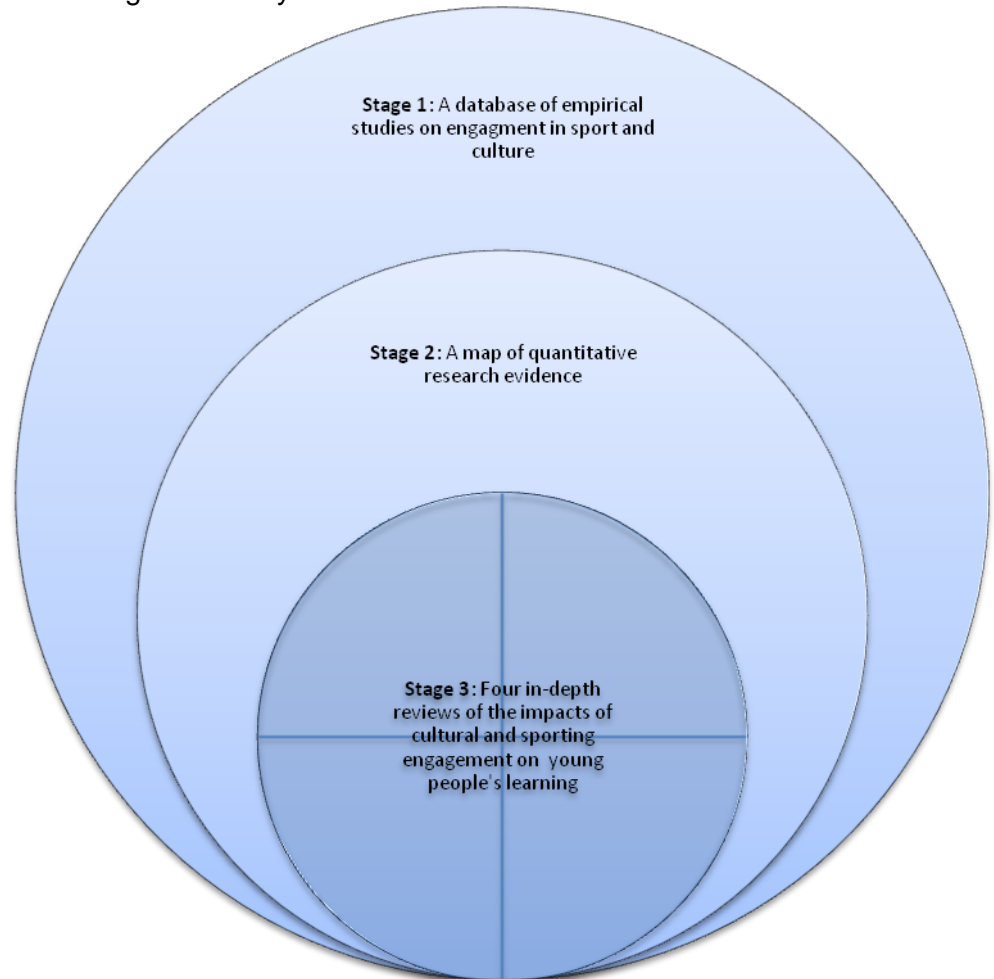 Stage 1: A database of empirical
studies on engagment in sport and
culture
Stage 2: A map of quantitative
research evidence
Stage 3: Four in-depth
reviews of the impacts of
cultural and sporting
engagement on young
people's learning